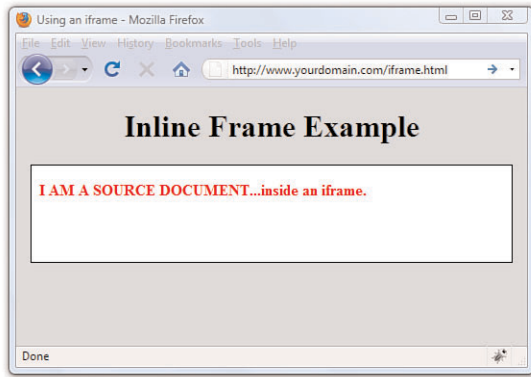 Using an iframe - Mozilla Firefox
File Edit View History Bookmarks Tools Help
http://www.yourdomain.com/iframe.html
Inline Frame Example
I AM A SOURCE DOCUMENT...inside an iframe.
Done